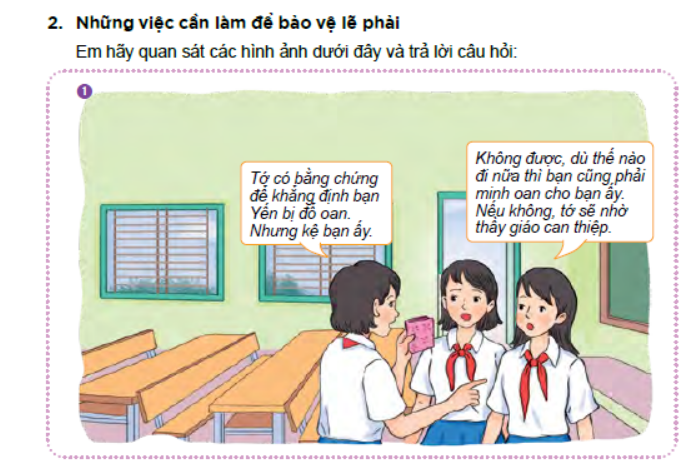 2. Những việc cần làm để bảo vệ lẽ phải
Em hãy quan sát các hình ảnh dưới đây và trả lời câu hỏi:
1
Tớ có bằng chứng
để khẳng định bạn
Yến bị đổ oan.
Nhưng kệ bạn ấy.
Không được, dù thế nào
đi nữa thì bạn cũng phải
minh oan cho bạn ấy.
Nếu không, tớ sẽ nhờ
thầy giáo can thiệp.